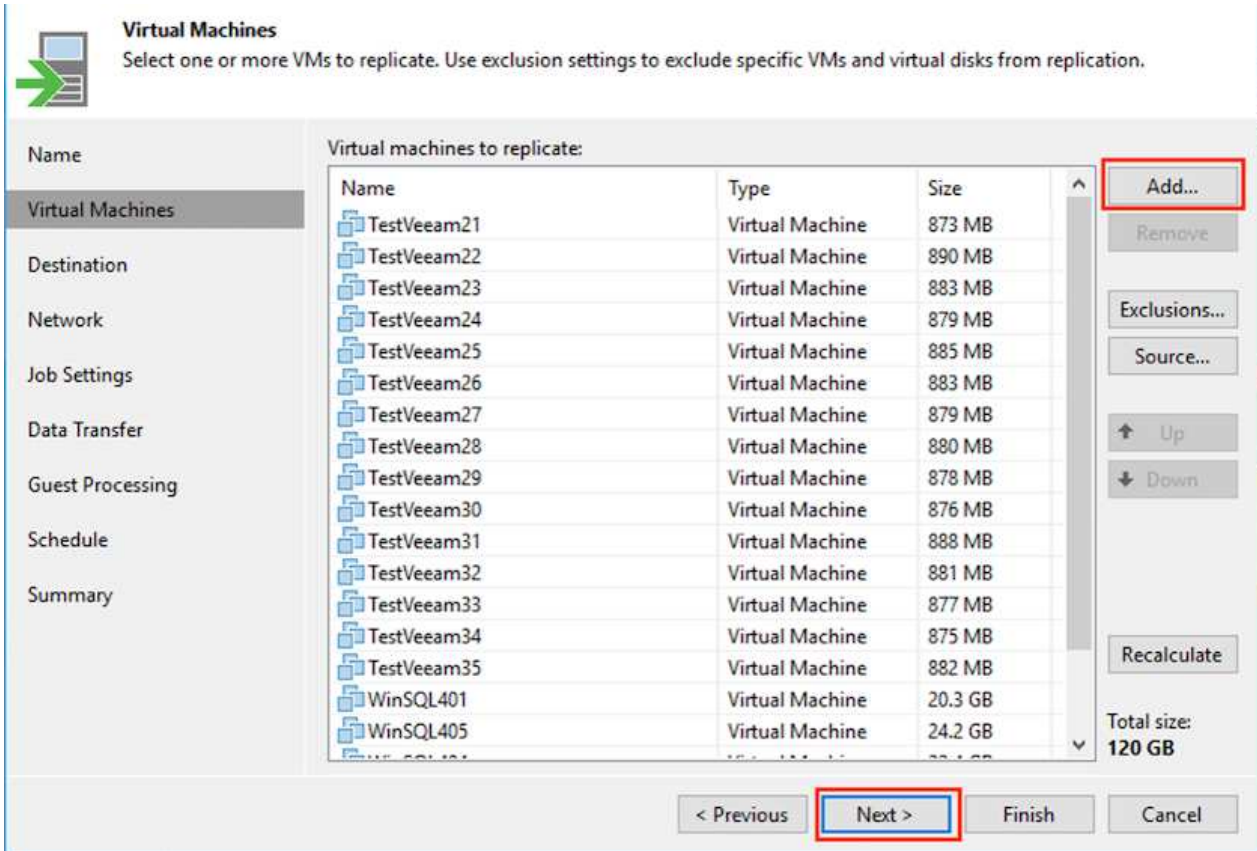 Virtual Machines
Select one or more VMs to replicate. Use exclusion settings to exclude specific VMs and virtual disks from replication.
Name
Virtual Machines
Destination
Network
Job Settings
Data Transfer
Guest Processing
Schedule
Summary
Virtual machines to replicate:
Name Type Size
TestVeeam21 Virtual Machine 873 MB
TestVeeam22 Virtual Machine 890 MB
TestVeeam23 Virtual Machine 883 MB
TestVeeam24 Virtual Machine 879 MB
TestVeeam25 Virtual Machine 885 MB
TestVeeam26 Virtual Machine 883 MB
TestVeeam27 Virtual Machine 879 MB
TestVeeam28 Virtual Machine 880 MB
TestVeeam29 Virtual Machine 878 MB
TestVeeam30 Virtual Machine 876 MB
TestVeeam31 Virtual Machine 888 MB
TestVeeam32 Virtual Machine 881 MB
TestVeeam33 Virtual Machine 877 MB
TestVeeam34 Virtual Machine 875 MB
TestVeeam35 Virtual Machine 882 MB
WinSQL401 Virtual Machine 20.3 GB
WinSQL405 Virtual Machine 24.2 GB
Add...
Remove
Exclusions...
Source...
Up
Down
Recalculate
Total size:
120 GB
< Previous
Next >
Finish
Cancel